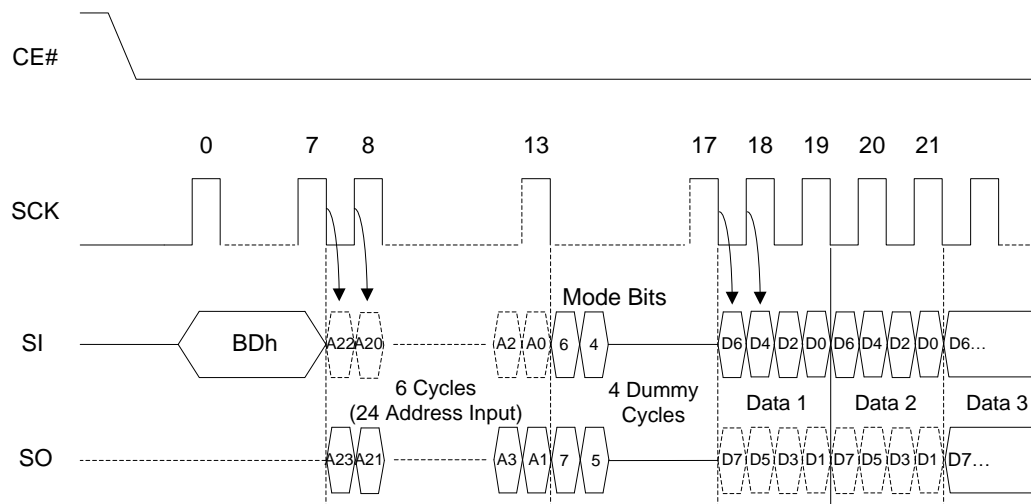 CE#
0 7 8 13 17 18 19 20 21
SCK
Mode Bits
SI BDh A22 A20 A2 A0 6 4 D6 D4 D2 D0 D6 D4 D2 D0 D6...
6 Cycles
(24 Address Input)
4 Dummy
Cycles
Data 1 Data 2 Data 3
SO A23 A21 A3 A1 7 5 D7 D5 D3 D1 D7 D5 D3 D1 D7...